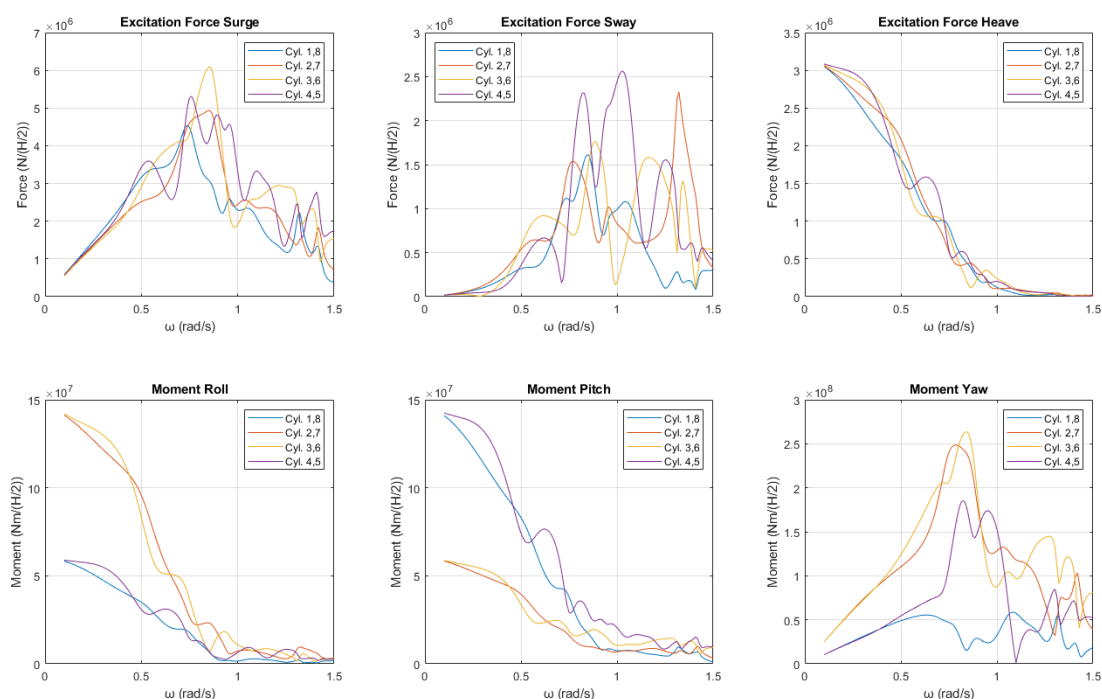 Excitation Force Surge
× 10^6
Force (N/(H/2))
7
6
5
4
3
2
1
0
0 0.5 1 1.5
ω (rad/s)
Cyl. 1,8
Cyl. 2,7
Cyl. 3,6
Cyl. 4,5
Excitation Force Sway
× 10^6
Force (N/(H/2))
3
2.5
2
1.5
1
0.5
0
0 0.5 1 1.5
ω (rad/s)
Cyl. 1,8
Cyl. 2,7
Cyl. 3,6
Cyl. 4,5
Excitation Force Heave
× 10^6
Force (N/(H/2))
3.5
3
2.5
2
1.5
1
0.5
0
0 0.5 1 1.5
ω (rad/s)
Cyl. 1,8
Cyl. 2,7
Cyl. 3,6
Cyl. 4,5
Moment Roll
× 10^7
Moment (Nm/(H/2))
15
10
5
0
0 0.5 1 1.5
ω (rad/s)
Cyl. 1,8
Cyl. 2,7
Cyl. 3,6
Cyl. 4,5
Moment Pitch
× 10^7
Moment (Nm/(H/2))
15
10
5
0
0 0.5 1 1.5
ω (rad/s)
Cyl. 1,8
Cyl. 2,7
Cyl. 3,6
Cyl. 4,5
Moment Yaw
× 10^8
Moment (Nm/(H/2))
3
2.5
2
1.5
1
0.5
0
0 0.5 1 1.5
ω (rad/s)
Cyl. 1,8
Cyl. 2,7
Cyl. 3,6
Cyl. 4,5